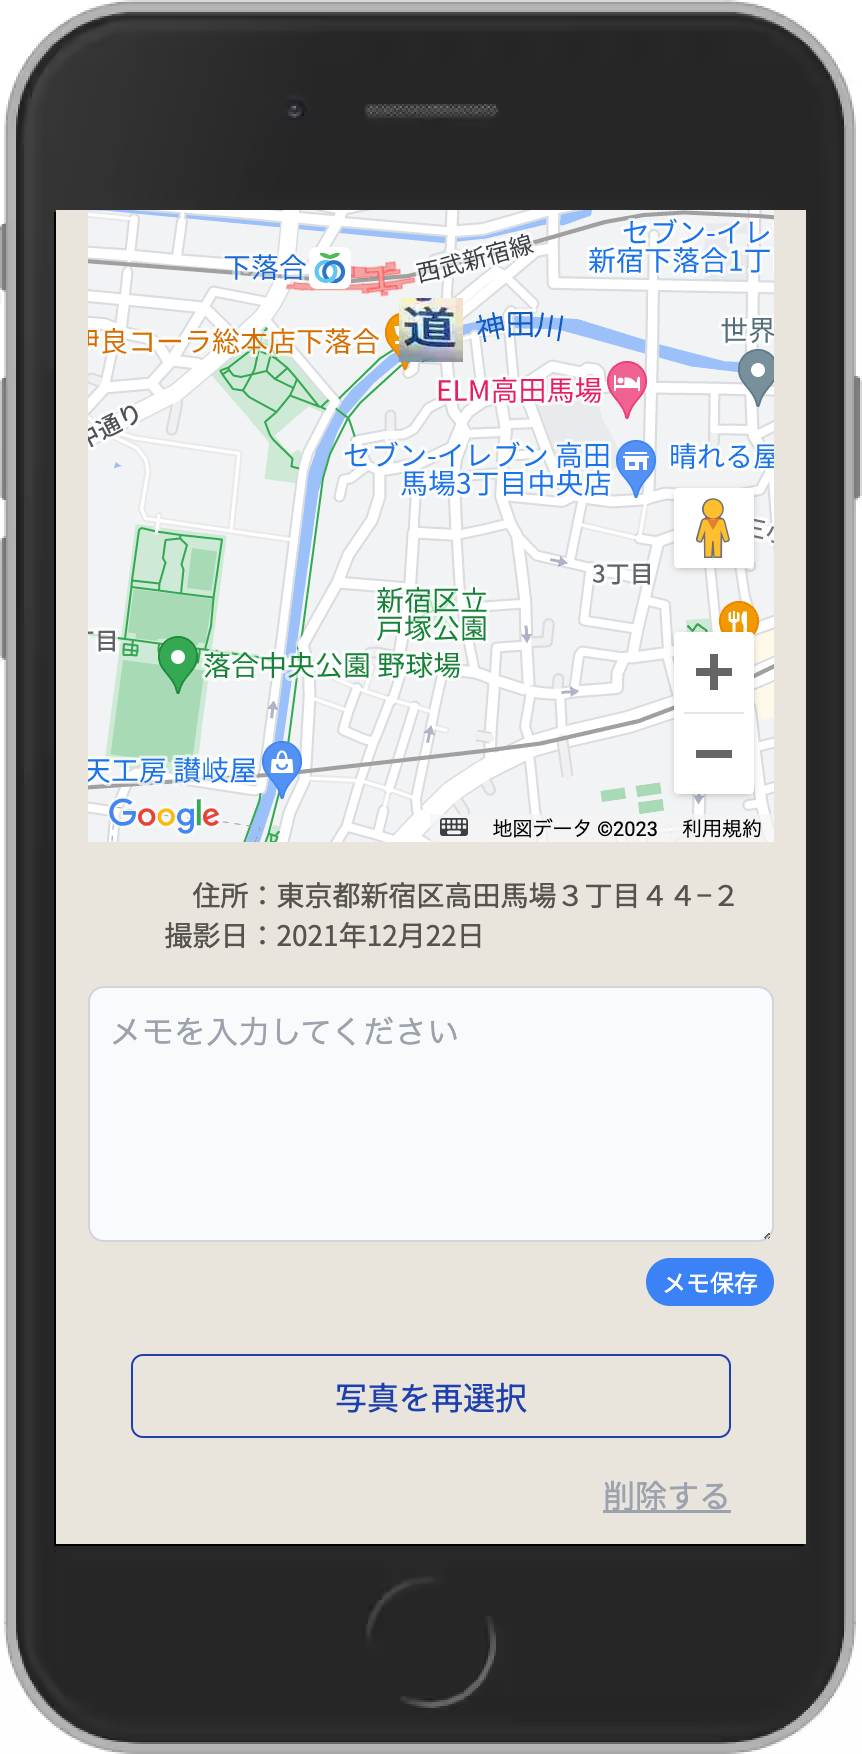 セブン-イレ
新宿下落合1丁
西武新宿線
下落合
道
神田川
世界
伊良コーラ総本店下落合
ELM高田馬場
中通り
セブン-イレブン 高田
馬場3丁目中央店
晴れる屋
3丁目
新宿区立
戸塚公園
目
落合中央公園 野球場
天工房 讃岐屋
Google
地図データ ©2023
利用規約
住所：東京都新宿区高田馬場３丁目４４−２
撮影日：2021年12月22日
メモを入力してください
メモ保存
写真を再選択
削除する